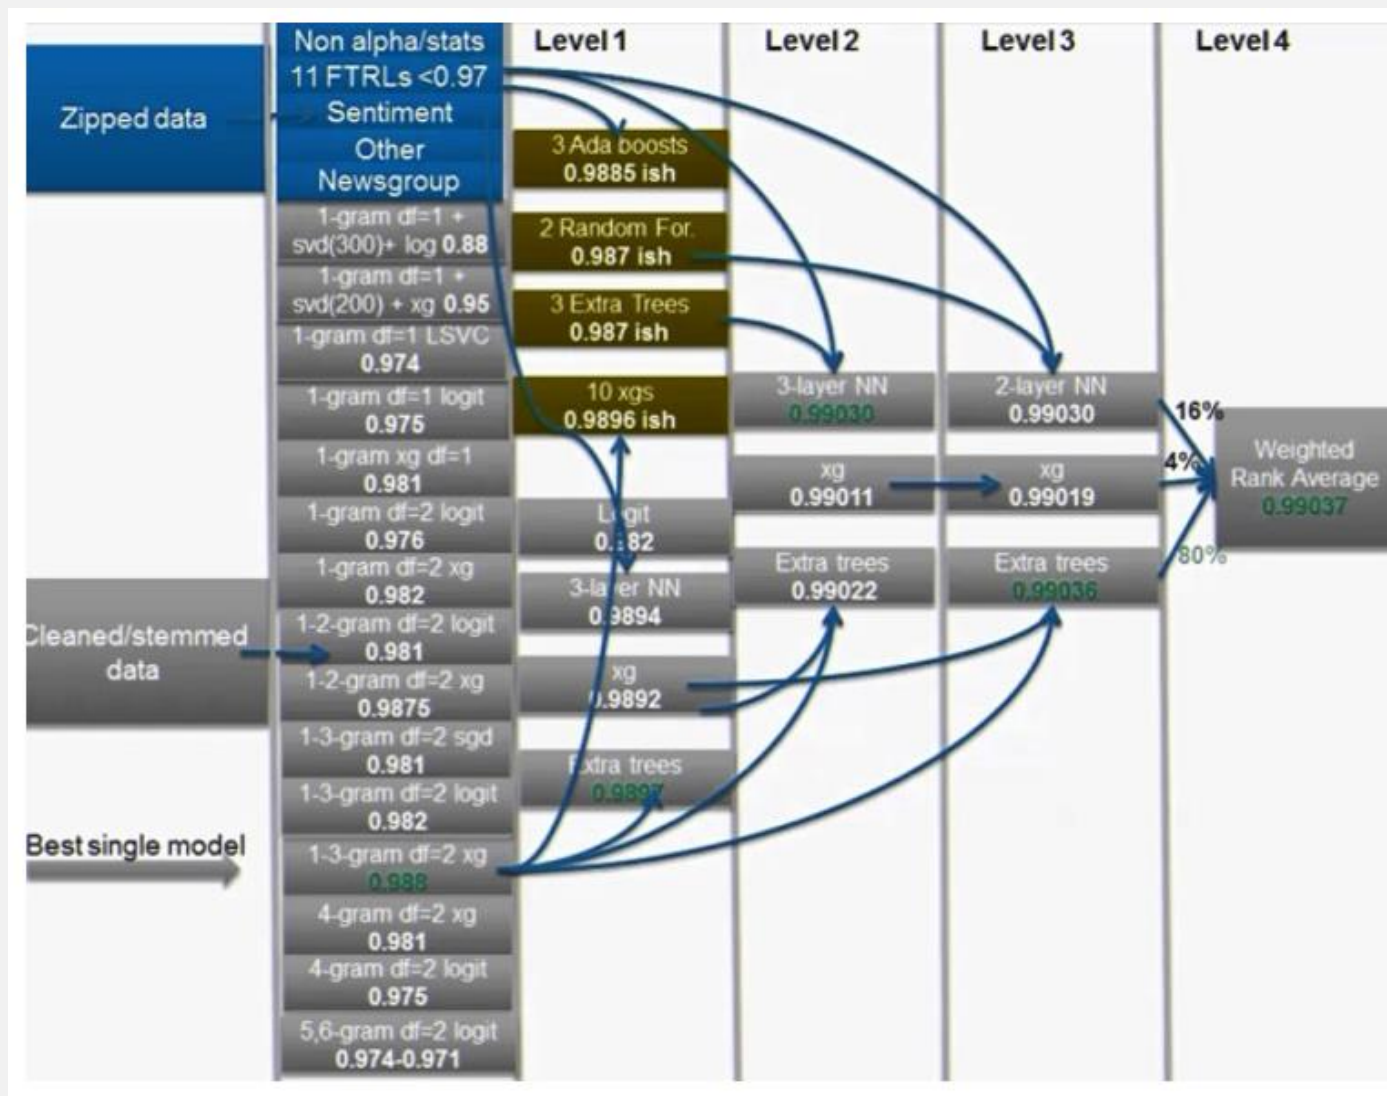 Zipped data
Cleaned/stemmed
data
Best single model
Non alpha/stats
11 FTRLs <0.97
Sentiment
Other
Newsgroup
1-gram df=1 +
svd(300)+ log 0.88
1-gram df=1 +
svd(200) + xg 0.95
1-gram df=1 LSVC
0.974
1-gram df=1 logit
0.975
1-gram xg df=1
0.981
1-gram df=2 logit
0.976
1-gram df=2 xg
0.982
1-2-gram df=2 logit
0.981
1-2-gram df=2 xg
0.9875
1-3-gram df=2 sgd
0.981
1-3-gram df=2 logit
0.982
1-3-gram df=2 xg
0.988
4-gram df=2 xg
0.981
4-gram df=2 logit
0.975
5,6-gram df=2 logit
0.974-0.971
Level 1
3 Ada boosts
0.9885 ish
2 Random For.
0.987 ish
3 Extra Trees
0.987 ish
10 xgs
0.9896 ish
Logit
3-layer NN
0.9894
xg
0.9892
Extra trees
Level 2
3-layer NN
0.99030
xg
0.99011
Extra trees
0.99022
Level 3
2-layer NN
0.99030
xg
0.99019
Extra trees
0.99036
Level 4
16%
4%
80%
Weighted
Rank Average
0.99037